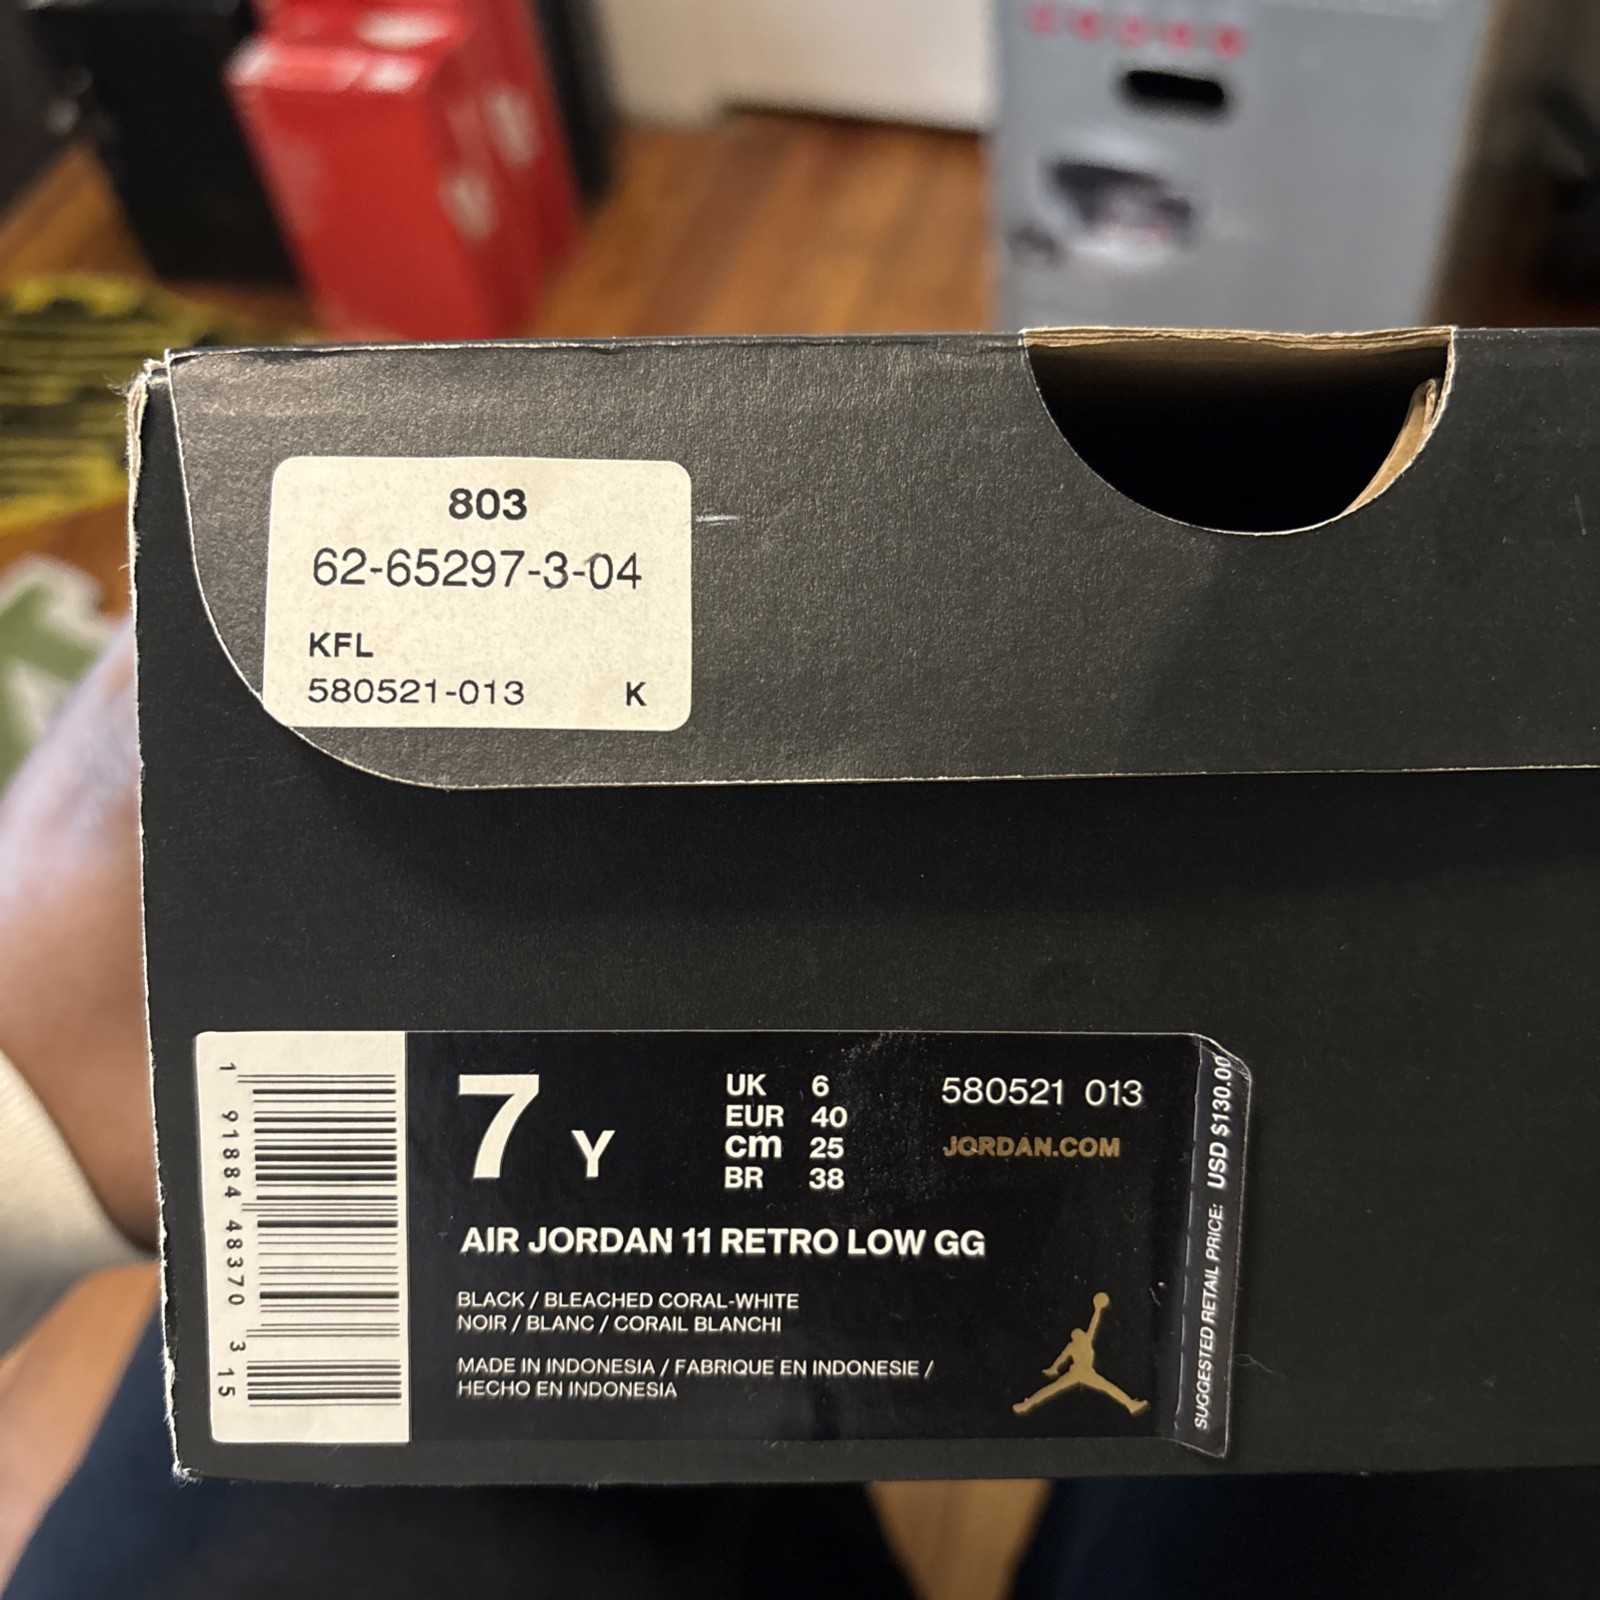 803
62-65297-3-04
KFL
580521-013 K
1 91884 48370 3 15
7 Y
UK 6
EUR 40
cm 25
BR 38
580521 013
JORDAN.COM
AIR JORDAN 11 RETRO LOW GG
BLACK / BLEACHED CORAL-WHITE
NOIR / BLANC / CORAIL BLANCHI
MADE IN INDONESIA / FABRIQUE EN INDONESIE /
HECHO EN INDONESIA
SUGGESTED RETAIL PRICE: USD $130.00